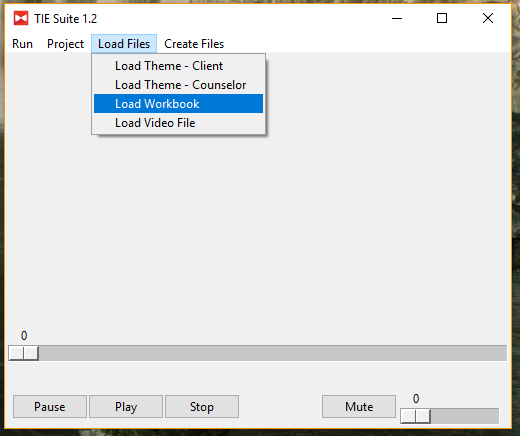 TIE Suite 1.2
Run Project Load Files Create Files
Load Theme - Client
Load Theme - Counselor
Load Workbook
Load Video File
0
Pause Play Stop Mute 0